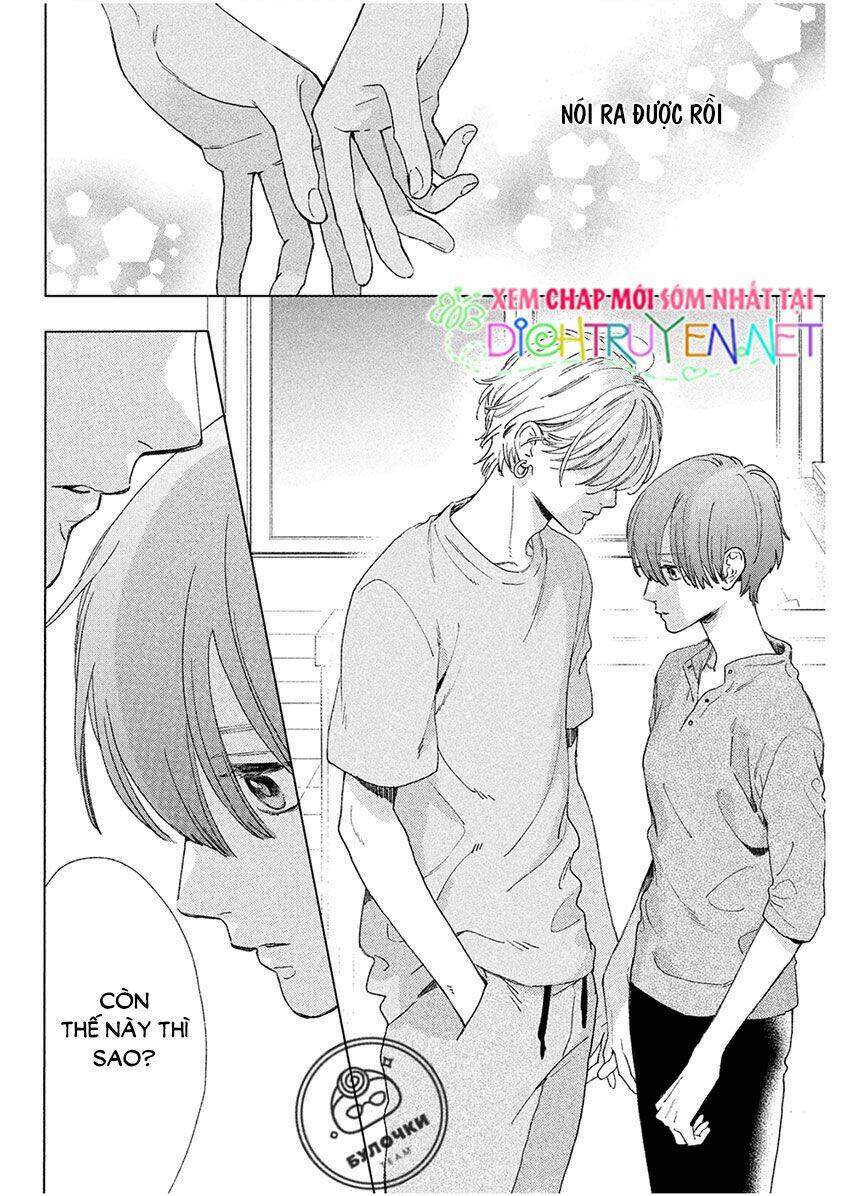 NÓI RA ĐƯỢC RỒI
XEM CHAP MỚI SỚM NHẤT TẠI
DICHTRUYEN.NET
CÒN
THẾ NÀY THÌ
SAO?
БУЛОЧКИ
TEAM